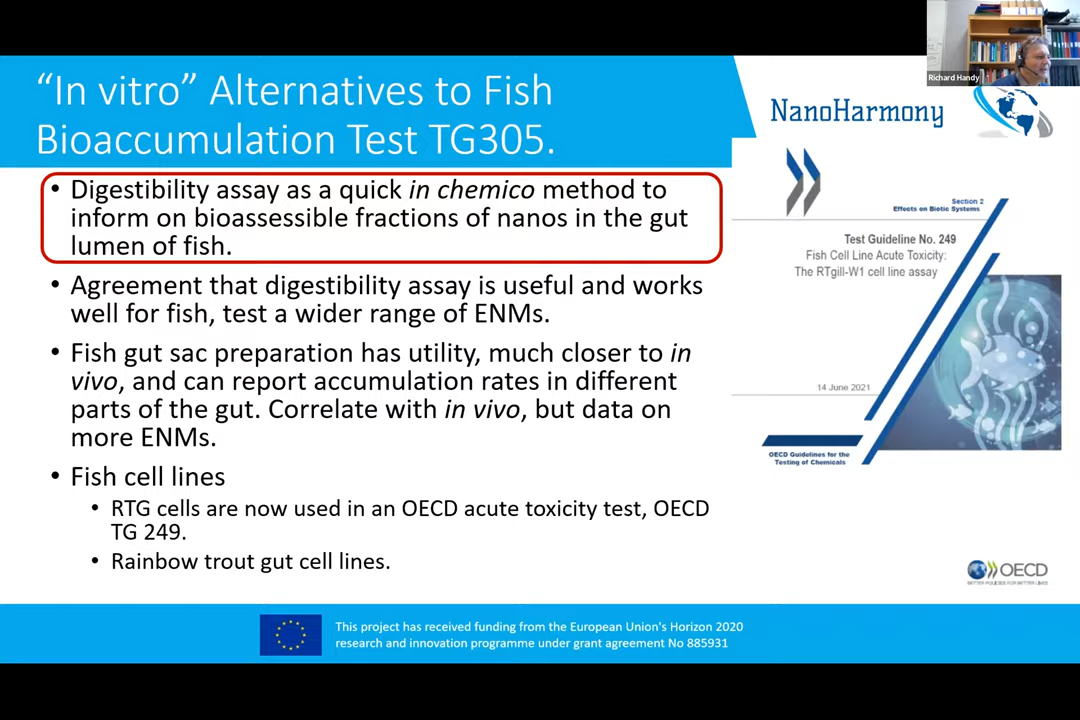 Richard Handy
"In vitro" Alternatives to Fish
Bioaccumulation Test TG305.
NanoHarmony
• Digestibility assay as a quick in chemico method to
inform on bioassessible fractions of nanos in the gut
lumen of fish.
• Agreement that digestibility assay is useful and works
well for fish, test a wider range of ENMs.
• Fish gut sac preparation has utility, much closer to in
vivo, and can report accumulation rates in different
parts of the gut. Correlate with in vivo, but data on
more ENMs.
• Fish cell lines
• RTG cells are now used in an OECD acute toxicity test, OECD
TG 249.
• Rainbow trout gut cell lines.
Section 2
Effects on Biotic Systems
Test Guideline No. 249
Fish Cell Line Acute Toxicity:
The RTgill-W1 cell line assay
14 June 2021
OECD Guidelines for the
Testing of Chemicals
OECD
BETTER POLICIES FOR BETTER LIVES
This project has received funding from the European Union's Horizon 2020
research and innovation programme under grant agreement No 885931